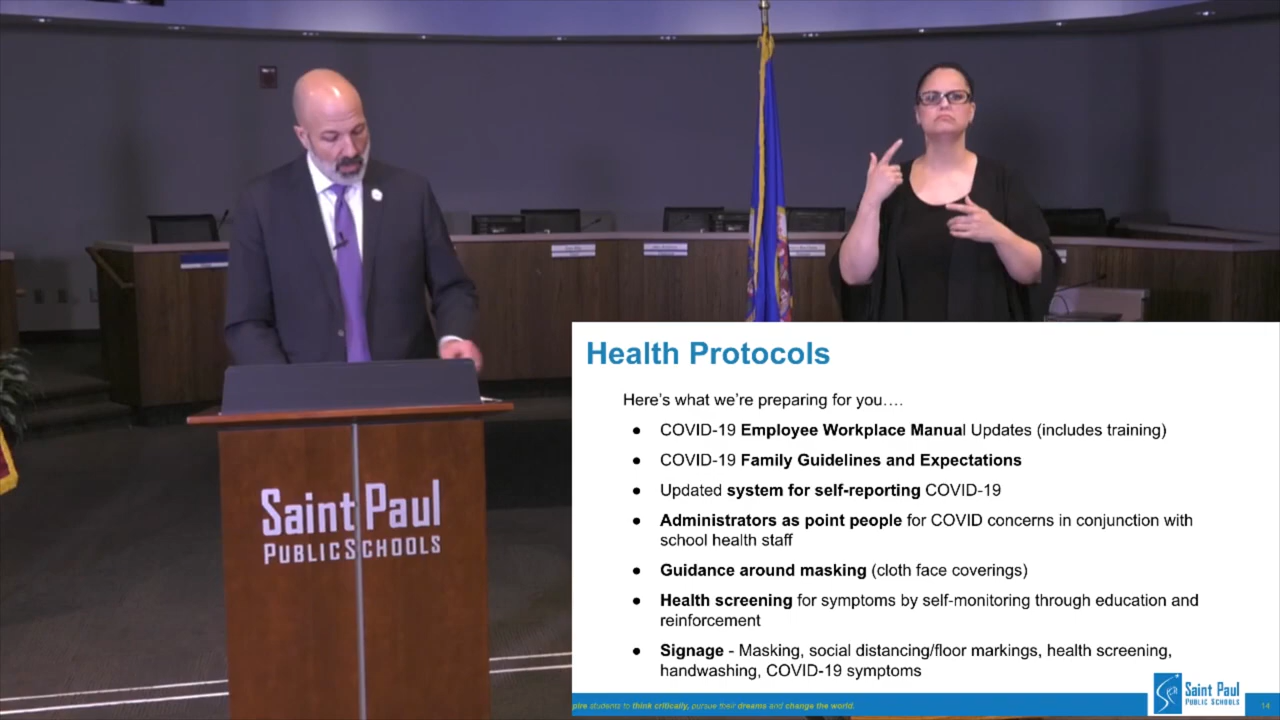 Saint Paul
PUBLIC SCHOOLS
Health Protocols
Here's what we're preparing for you....
● COVID-19 Employee Workplace Manual Updates (includes training)
● COVID-19 Family Guidelines and Expectations
● Updated system for self-reporting COVID-19
● Administrators as point people for COVID concerns in conjunction with
school health staff
● Guidance around masking (cloth face coverings)
● Health screening for symptoms by self-monitoring through education and
reinforcement
● Signage - Masking, social distancing/floor markings, health screening,
handwashing, COVID-19 symptoms
pire students to think critically, pursue their dreams and change the world.
Saint Paul
PUBLIC SCHOOLS
14